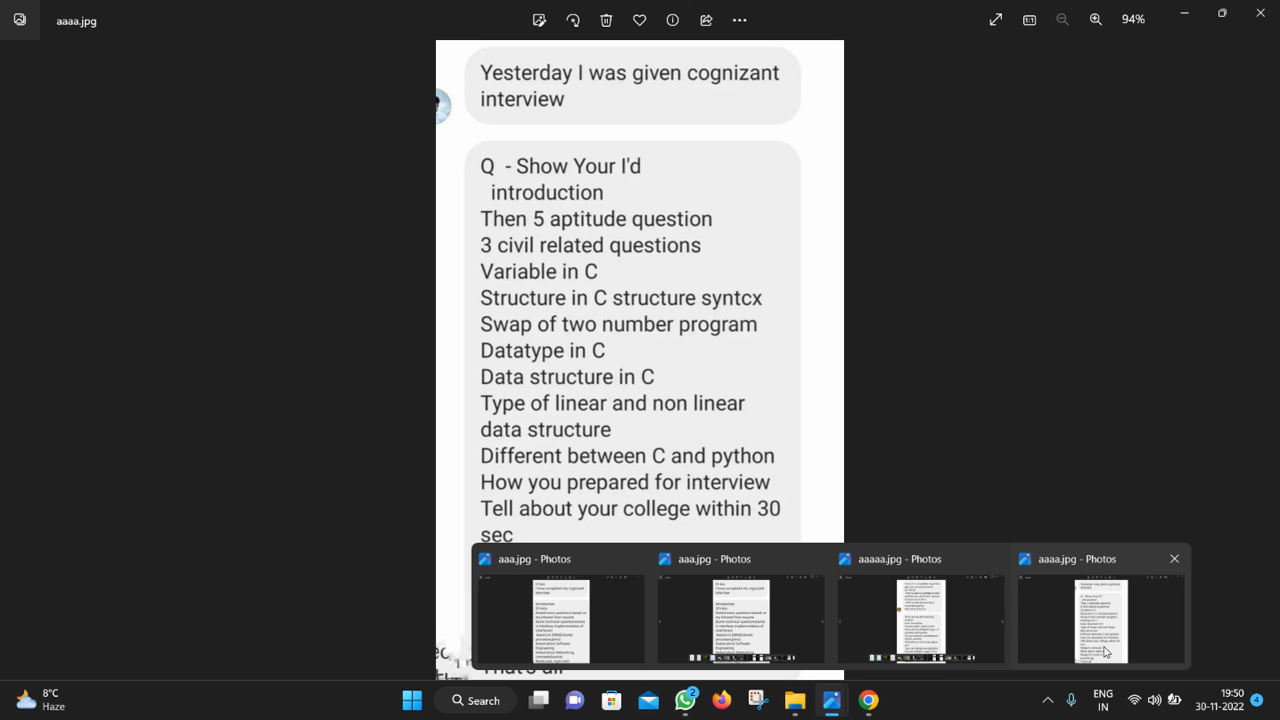 aaaa.jpg
94%
Yesterday I was given cognizant
interview
Q - Show Your I'd
introduction
Then 5 aptitude question
3 civil related questions
Variable in C
Structure in C structure syntcx
Swap of two number program
Datatype in C
Data structure in C
Type of linear and non linear
data structure
Different between C and python
How you prepared for interview
Tell about your college within 30
sec
aaa.jpg - Photos
aaa.jpg - Photos
aaaaa.jpg - Photos
aaaa.jpg - Photos
That's all
8°C
Haze
Search
2
ENG
IN
19:50
30-11-2022
4